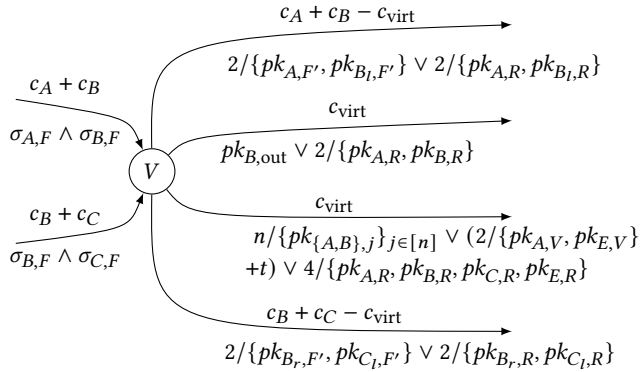 c_A + c_B − c_virt
2/{pk_{A,F′}, pk_{B_l,F′}} ∨ 2/{pk_{A,R}, pk_{B_l,R}}
c_A + c_B
σ_{A,F} ∧ σ_{B,F}
c_virt
pk_{B,out} ∨ 2/{pk_{A,R}, pk_{B,R}}
V
c_virt
n/{pk_{{A,B},j}}_{j∈[n]} ∨ (2/{pk_{A,V}, pk_{E,V}}
+t) ∨ 4/{pk_{A,R}, pk_{B,R}, pk_{C,R}, pk_{E,R}}
c_B + c_C
σ_{B,F} ∧ σ_{C,F}
c_B + c_C − c_virt
2/{pk_{B_r,F′}, pk_{C_l,F′}} ∨ 2/{pk_{B_r,R}, pk_{C_l,R}}